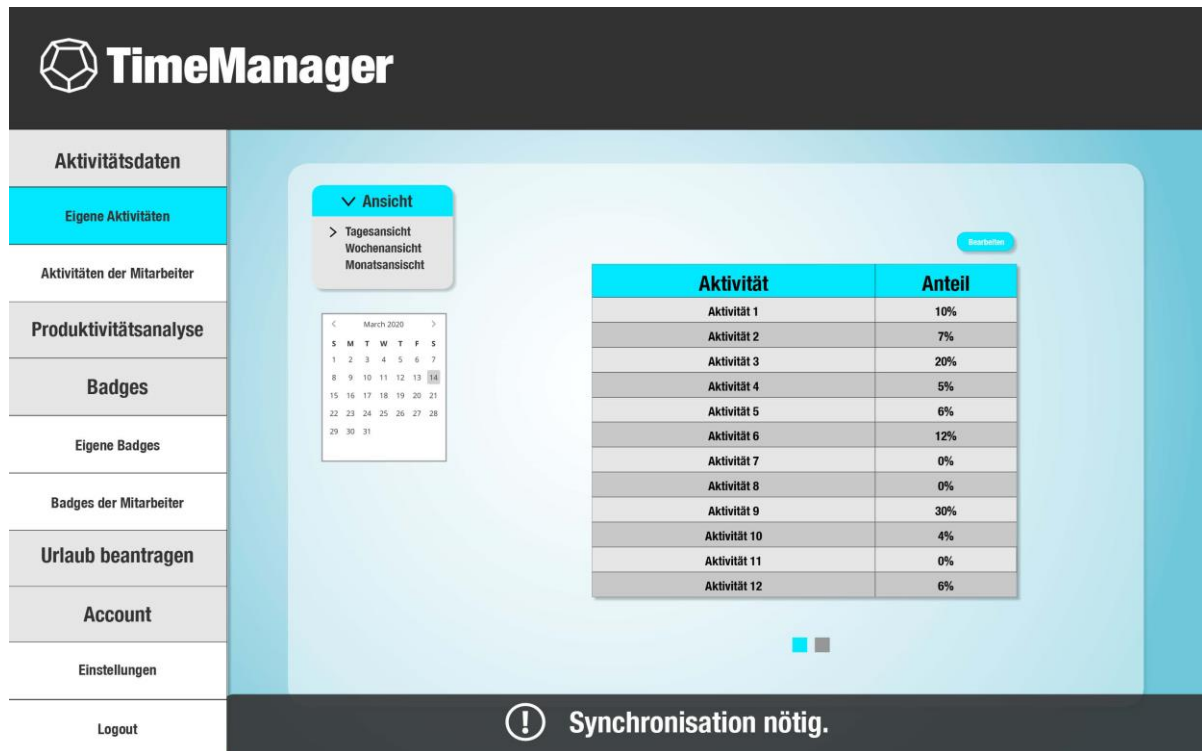 TimeManager
Aktivitätsdaten
Eigene Aktivitäten
Aktivitäten der Mitarbeiter
Produktivitätsanalyse
Badges
Eigene Badges
Badges der Mitarbeiter
Urlaub beantragen
Account
Einstellungen
Logout
Ansicht
Tagesansicht
Wochenansicht
Monatsansischt
March 2020
S M T W T F S
1 2 3 4 5 6 7
8 9 10 11 12 13 14
15 16 17 18 19 20 21
22 23 24 25 26 27 28
29 30 31
Bearbeiten
Aktivität Anteil
Aktivität 1 10%
Aktivität 2 7%
Aktivität 3 20%
Aktivität 4 5%
Aktivität 5 6%
Aktivität 6 12%
Aktivität 7 0%
Aktivität 8 0%
Aktivität 9 30%
Aktivität 10 4%
Aktivität 11 0%
Aktivität 12 6%
! Synchronisation nötig.